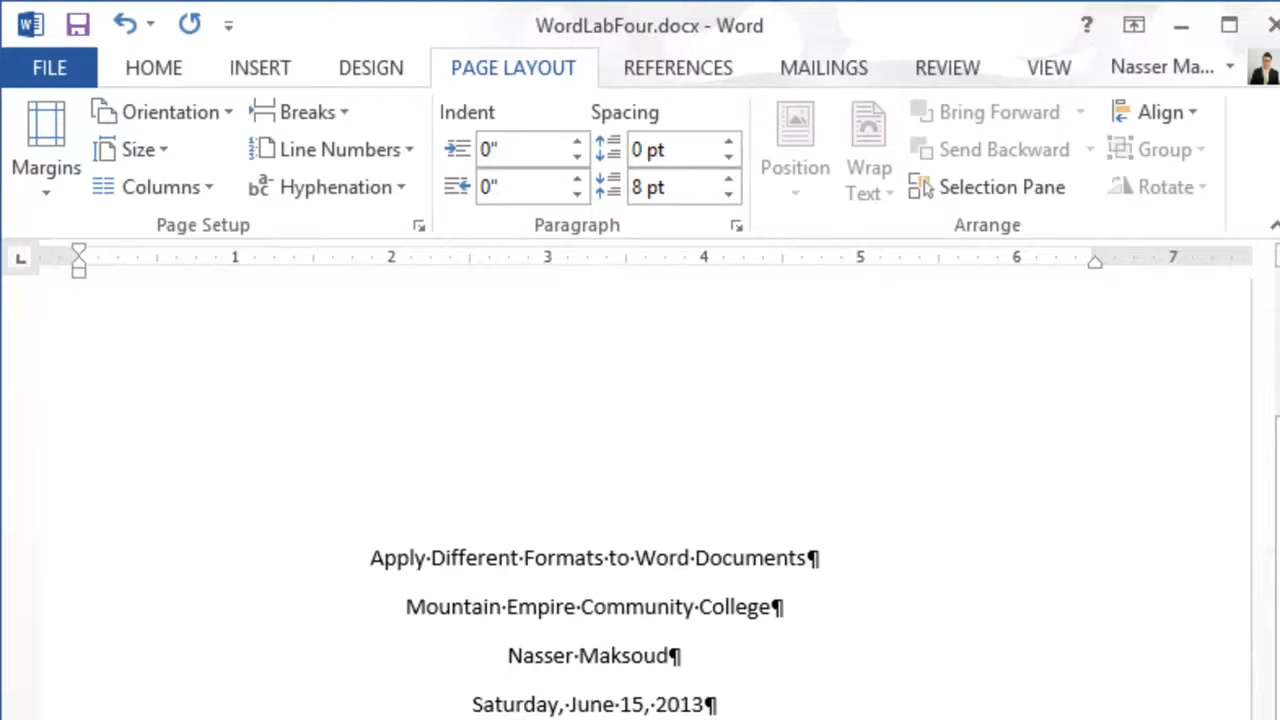 WordLabFour.docx - Word
?
FILE HOME INSERT DESIGN PAGE LAYOUT REFERENCES MAILINGS REVIEW VIEW Nasser Ma...
Margins
Orientation
Size
Columns
Breaks
Line Numbers
Hyphenation
Page Setup
Indent
0"
0"
Spacing
0 pt
8 pt
Paragraph
Position
Wrap
Text
Bring Forward
Send Backward
Selection Pane
Align
Group
Rotate
Arrange
1 2 3 4 5 6 7
Apply·Different·Formats·to·Word·Documents¶
Mountain·Empire·Community·College¶
Nasser·Maksoud¶
Saturday,·June·15,·2013¶